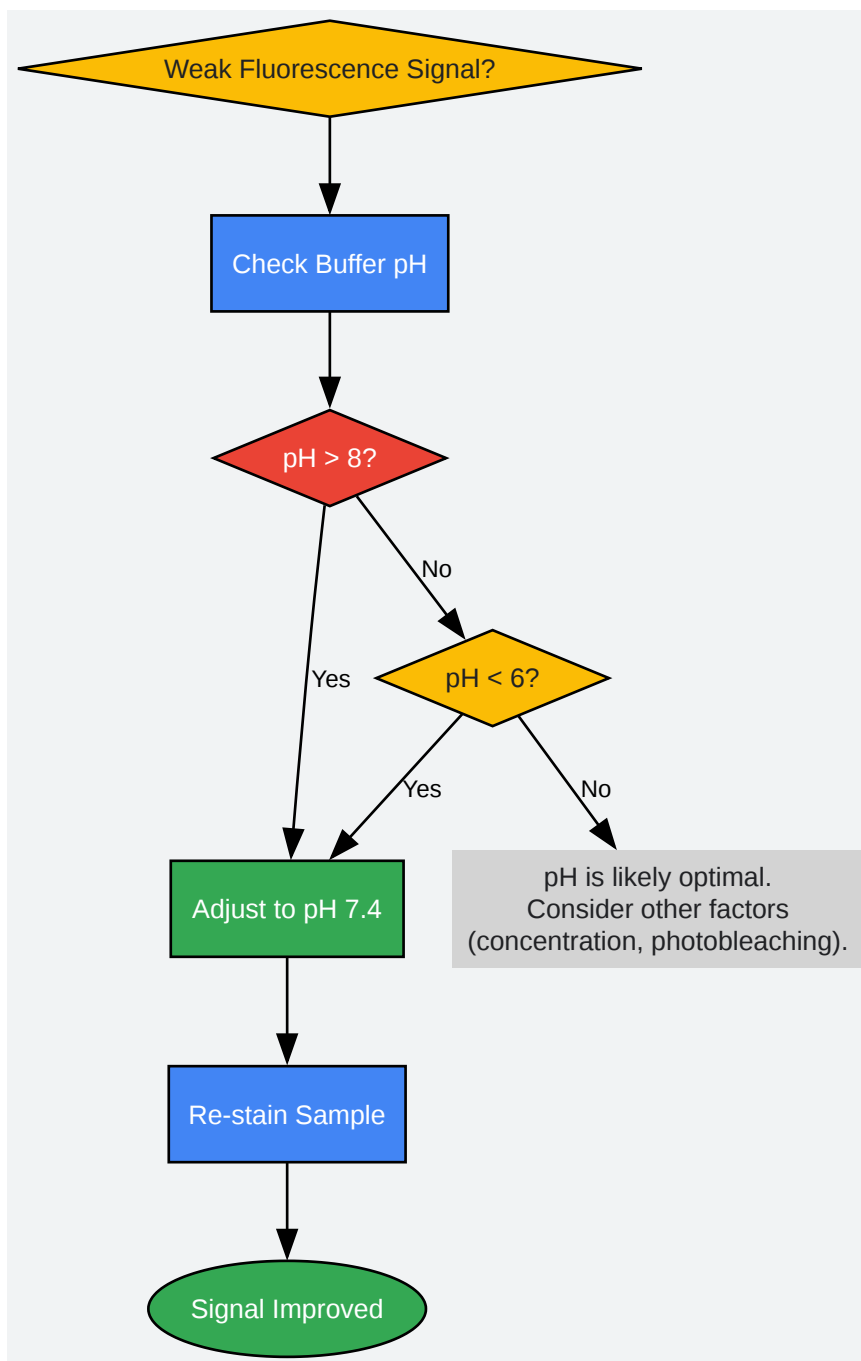 Weak Fluorescence Signal?
Check Buffer pH
pH > 8?
No
Yes
pH < 6?
Yes
No
Adjust to pH 7.4
pH is likely optimal.
Consider other factors
(concentration, photobleaching).
Re-stain Sample
Signal Improved